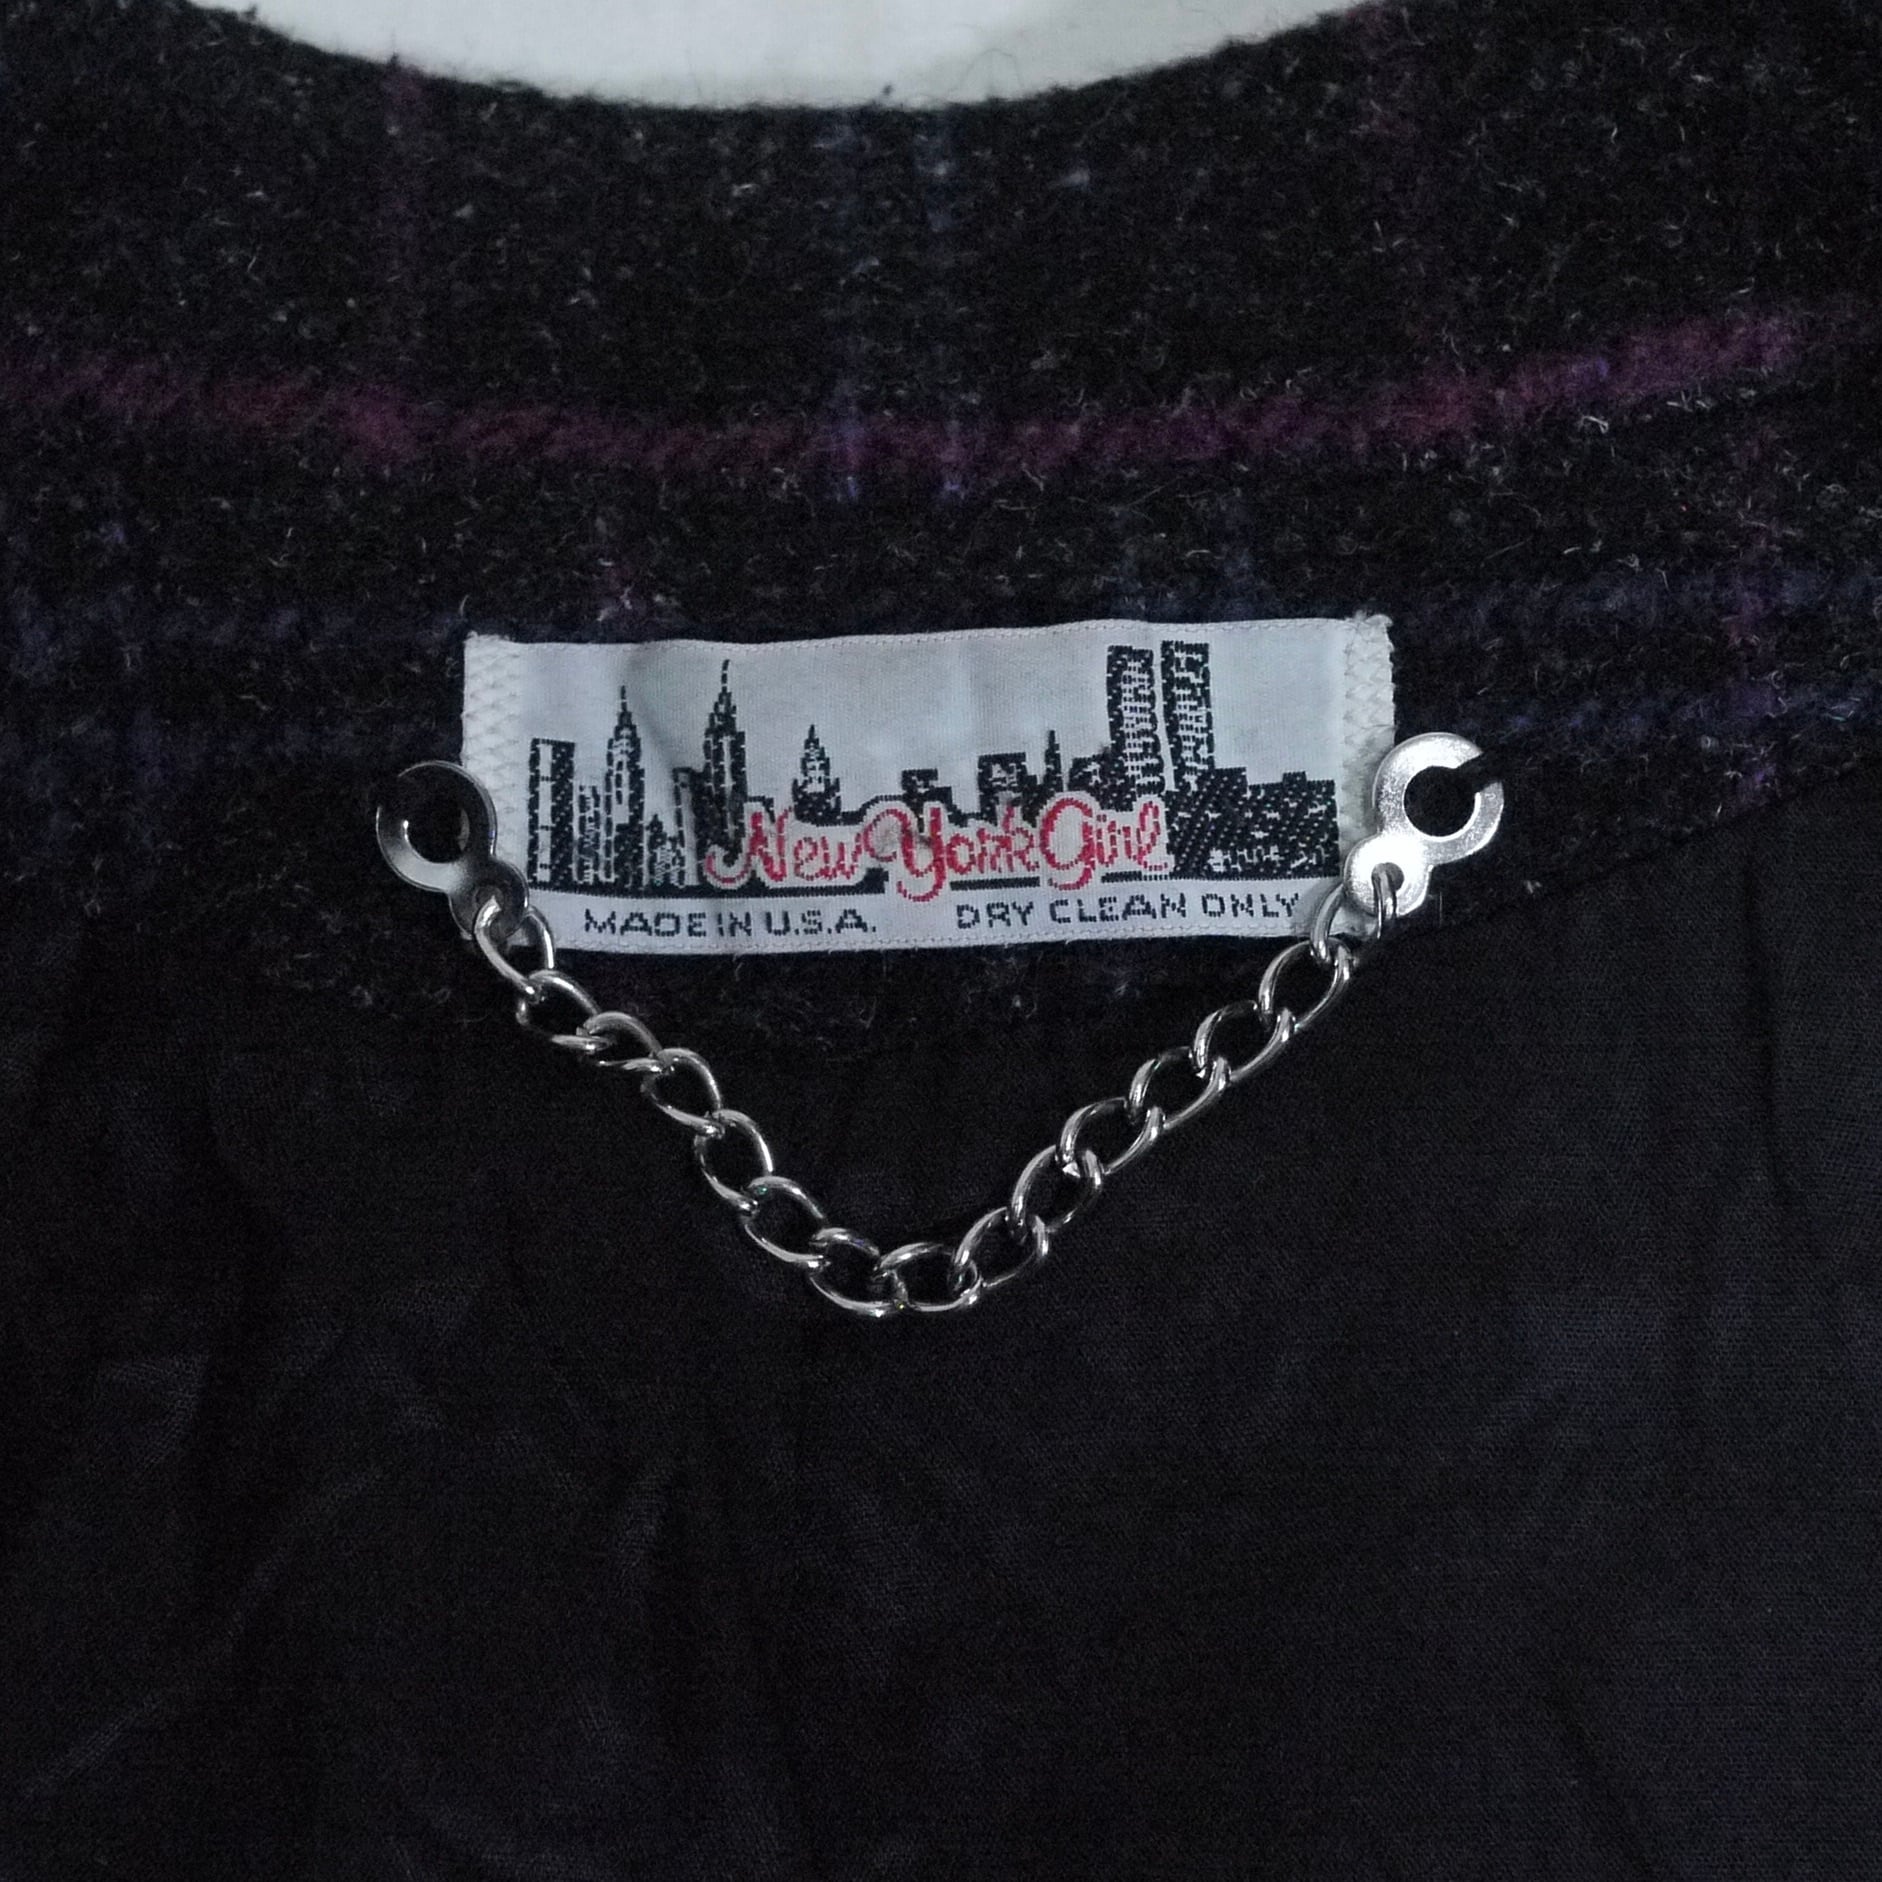 New York Girl
MADE IN U.S.A. DRY CLEAN ONLY